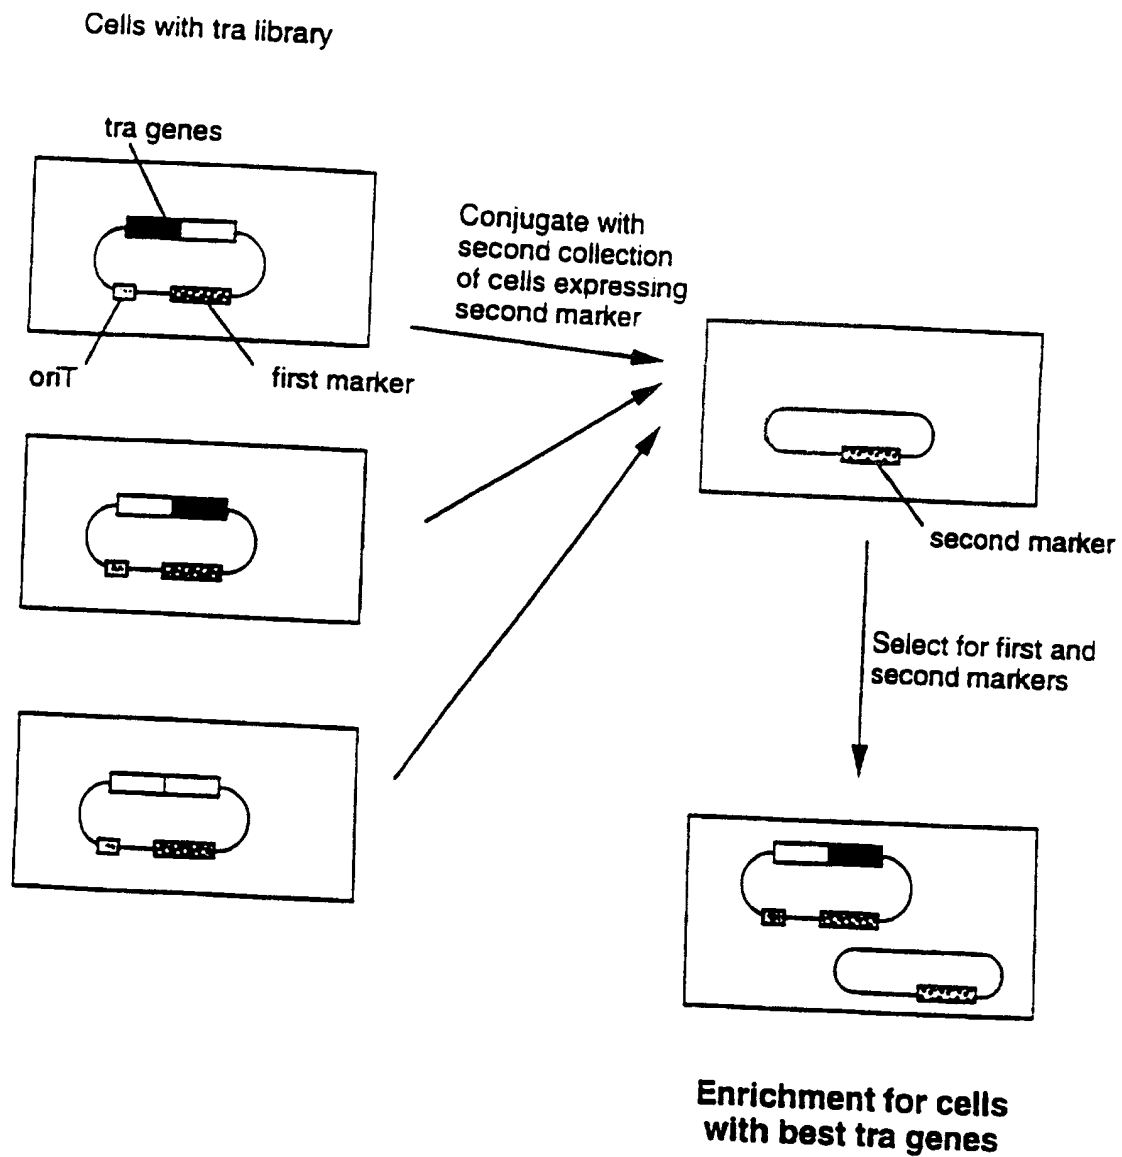 Cells with tra library
tra genes
Conjugate with
second collection
of cells expressing
second marker
oriT
first marker
second marker
Select for first and
second markers
Enrichment for cells
with best tra genes